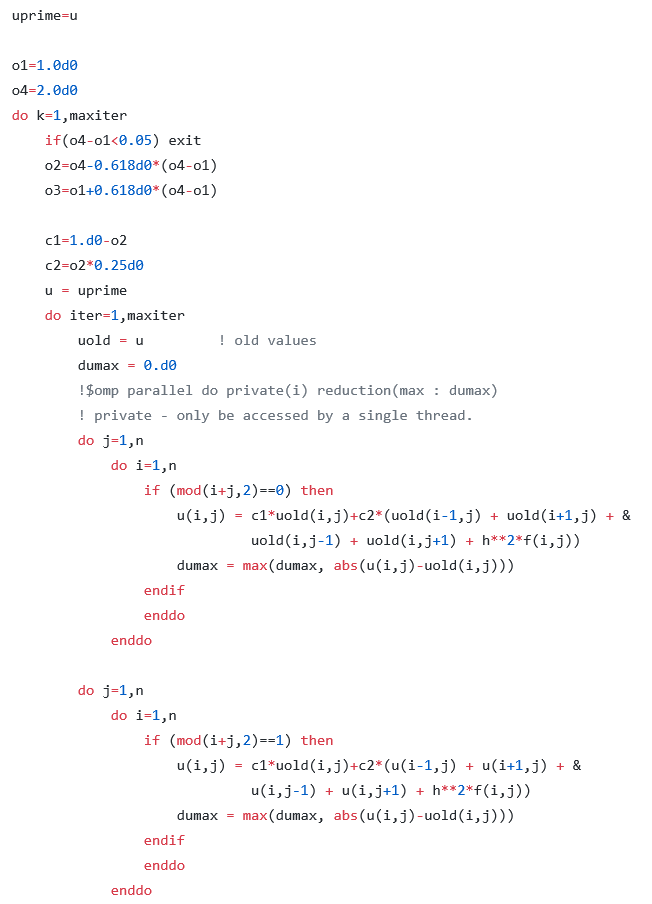 uprime=u

o1=1.0d0
o4=2.0d0
do k=1,maxiter
    if(o4-o1<0.05) exit
    o2=o4-0.618d0*(o4-o1)
    o3=o1+0.618d0*(o4-o1)

    c1=1.d0-o2
    c2=o2*0.25d0
    u = uprime
    do iter=1,maxiter
        uold = u         ! old values
        dumax = 0.d0
        !$omp parallel do private(i) reduction(max : dumax)
        ! private - only be accessed by a single thread.
        do j=1,n
            do i=1,n
                if (mod(i+j,2)==0) then
                    u(i,j) = c1*uold(i,j)+c2*(uold(i-1,j) + uold(i+1,j) + &
                             uold(i,j-1) + uold(i,j+1) + h**2*f(i,j))
                    dumax = max(dumax, abs(u(i,j)-uold(i,j)))
                endif
                enddo
            enddo

        do j=1,n
            do i=1,n
                if (mod(i+j,2)==1) then
                    u(i,j) = c1*uold(i,j)+c2*(u(i-1,j) + u(i+1,j) + &
                             u(i,j-1) + u(i,j+1) + h**2*f(i,j))
                    dumax = max(dumax, abs(u(i,j)-uold(i,j)))
                endif
                enddo
            enddo